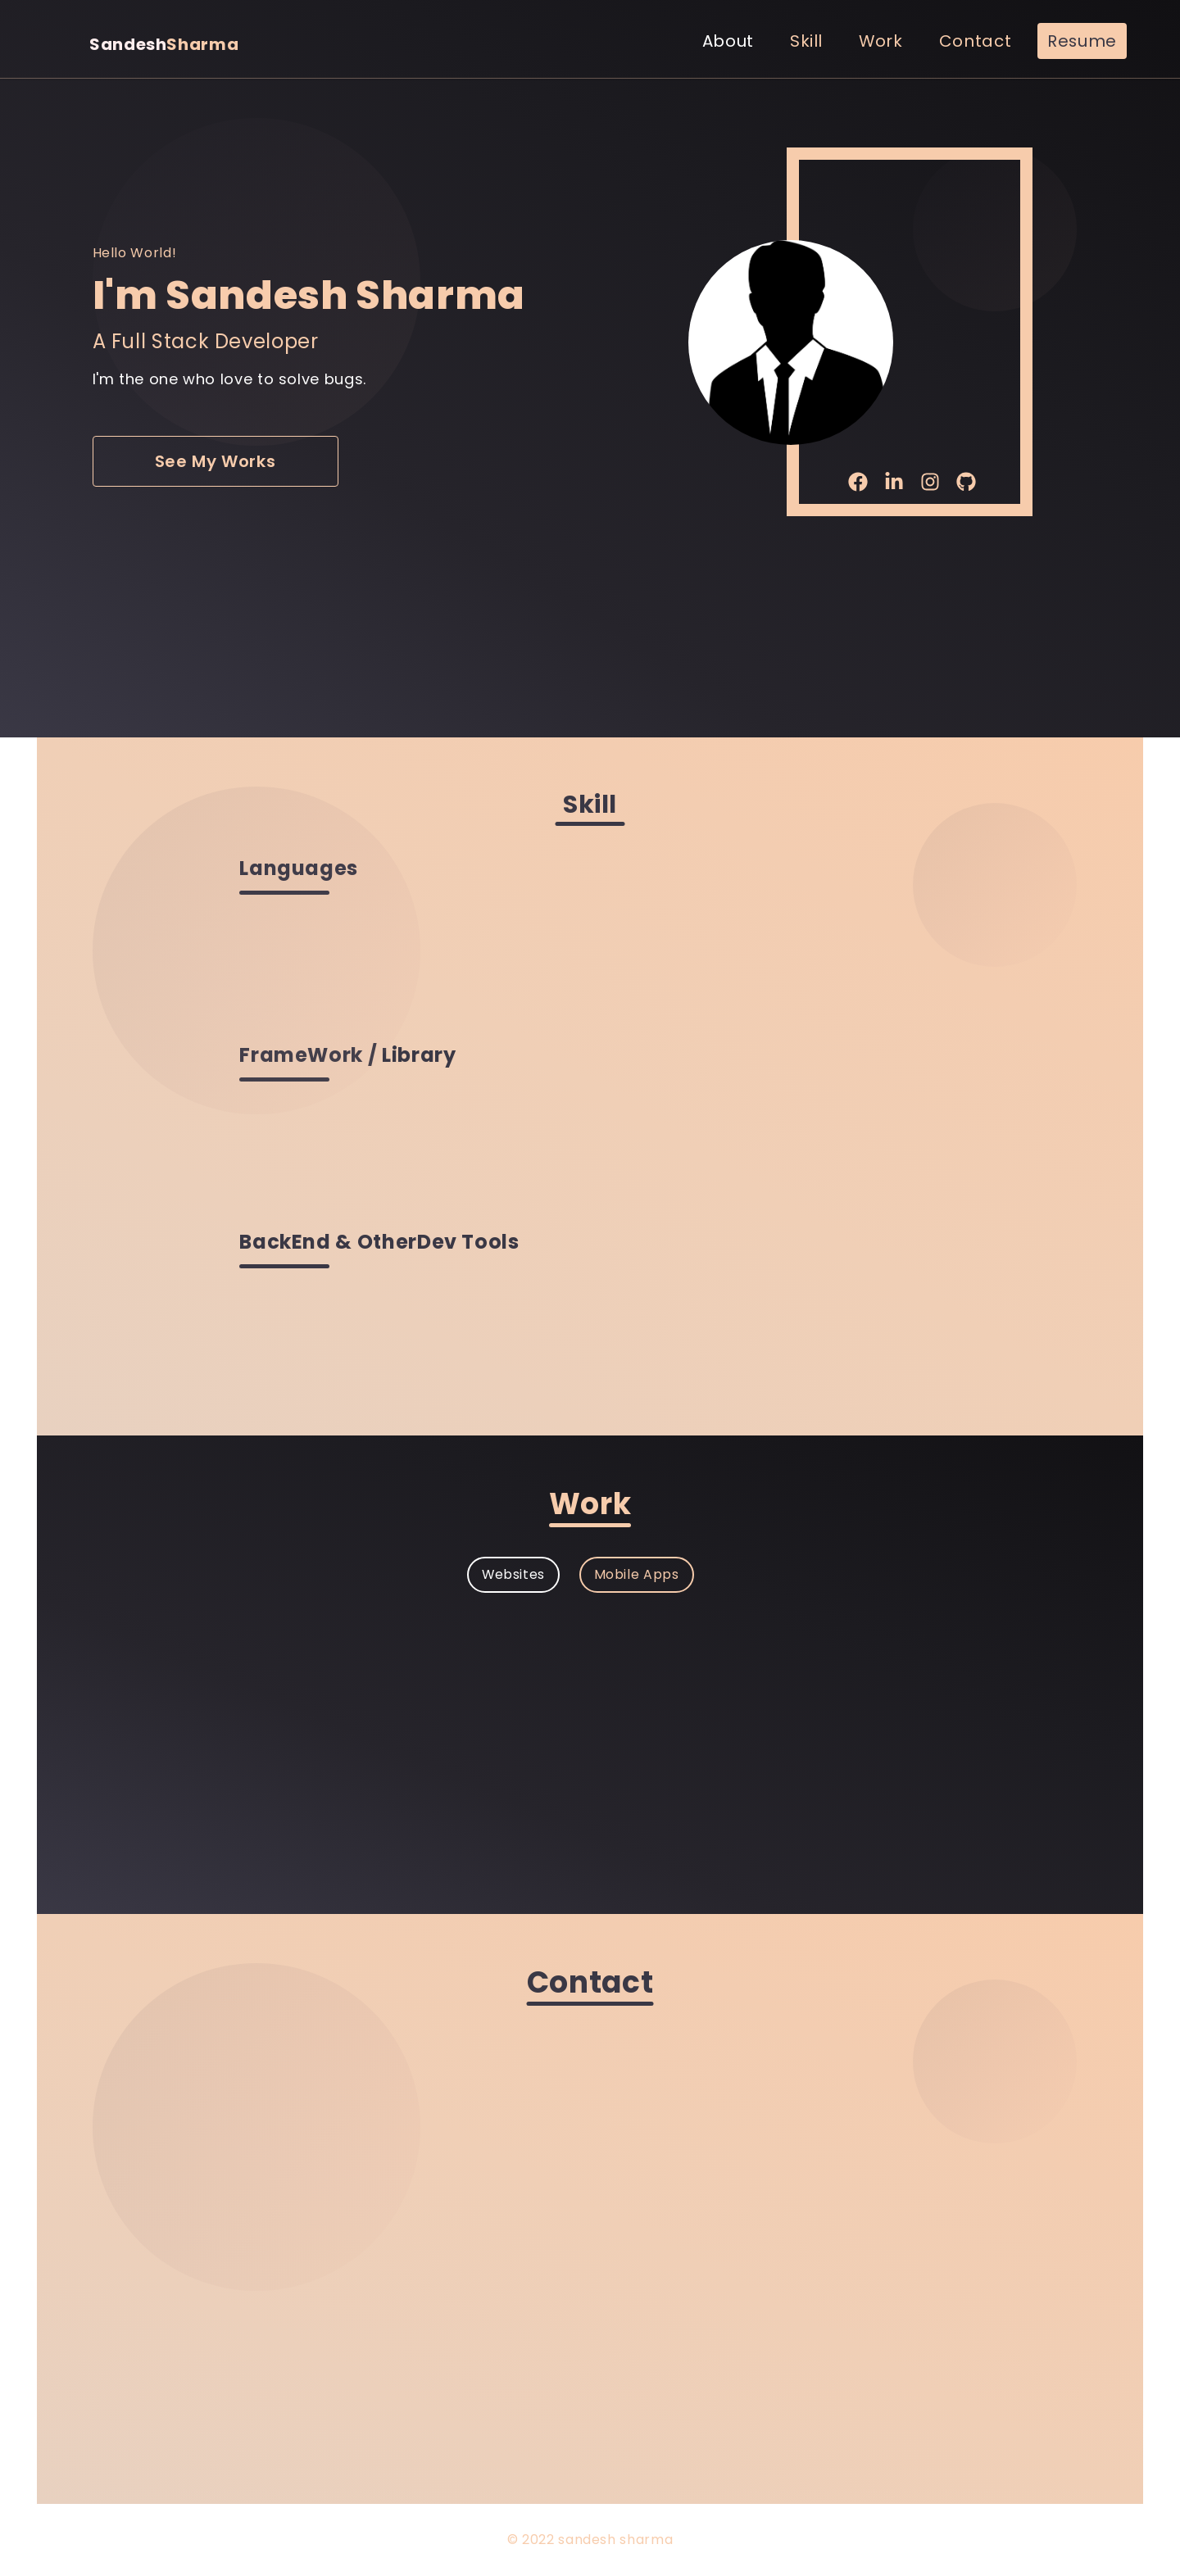 SandeshSharma
About Skill Work Contact Resume
Hello World!
I'm Sandesh Sharma
A Full Stack Developer
I'm the one who love to solve bugs.
See My Works
Skill
Languages
FrameWork / Library
BackEnd & OtherDev Tools
Work
Websites Mobile Apps
Contact
© 2022 sandesh sharma